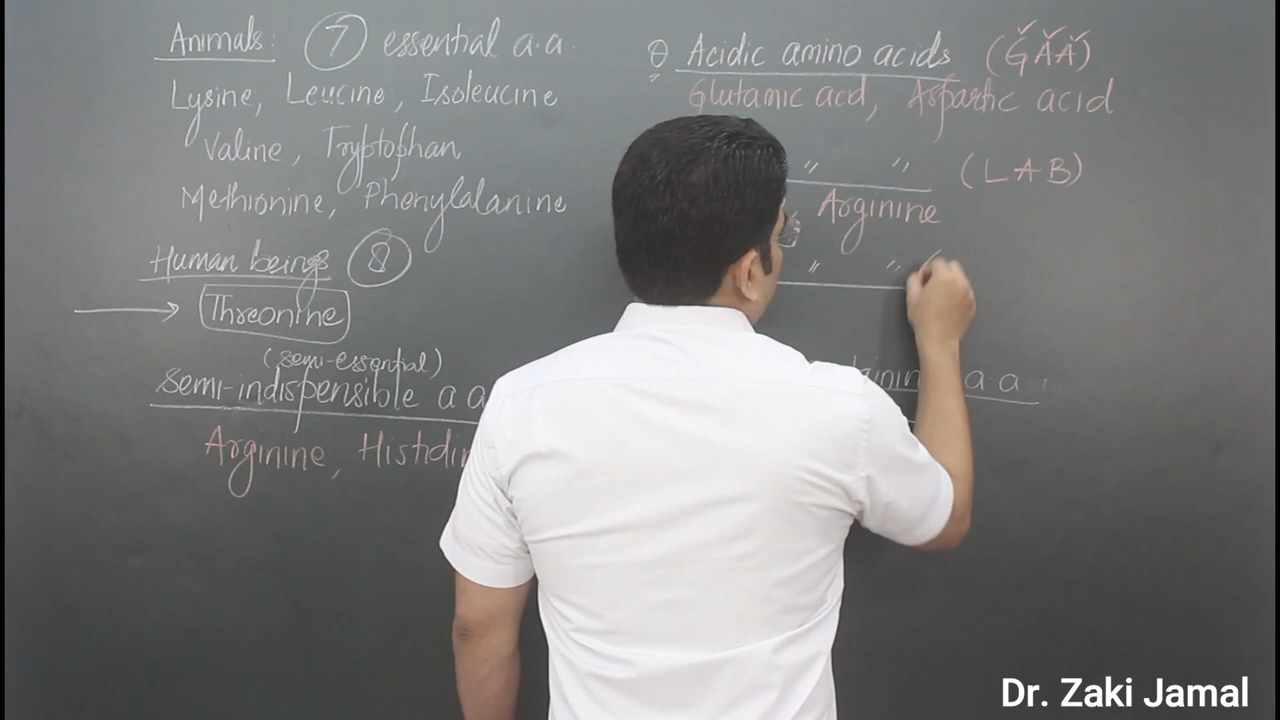 Animals: 7 essential a.a.
Lysine, Leucine, Isoleucine
Valine, Tryptophan
Methionine, Phenylalanine
Human beings 8
→ Threonine
(semi-essential)
semi-indispensible a a
Arginine, Histidin
θ Acidic amino acids (GAA)
Glutamic acid, Aspartic acid
" " (LAB)
Arginine
" " (
a.a.
Dr. Zaki Jamal